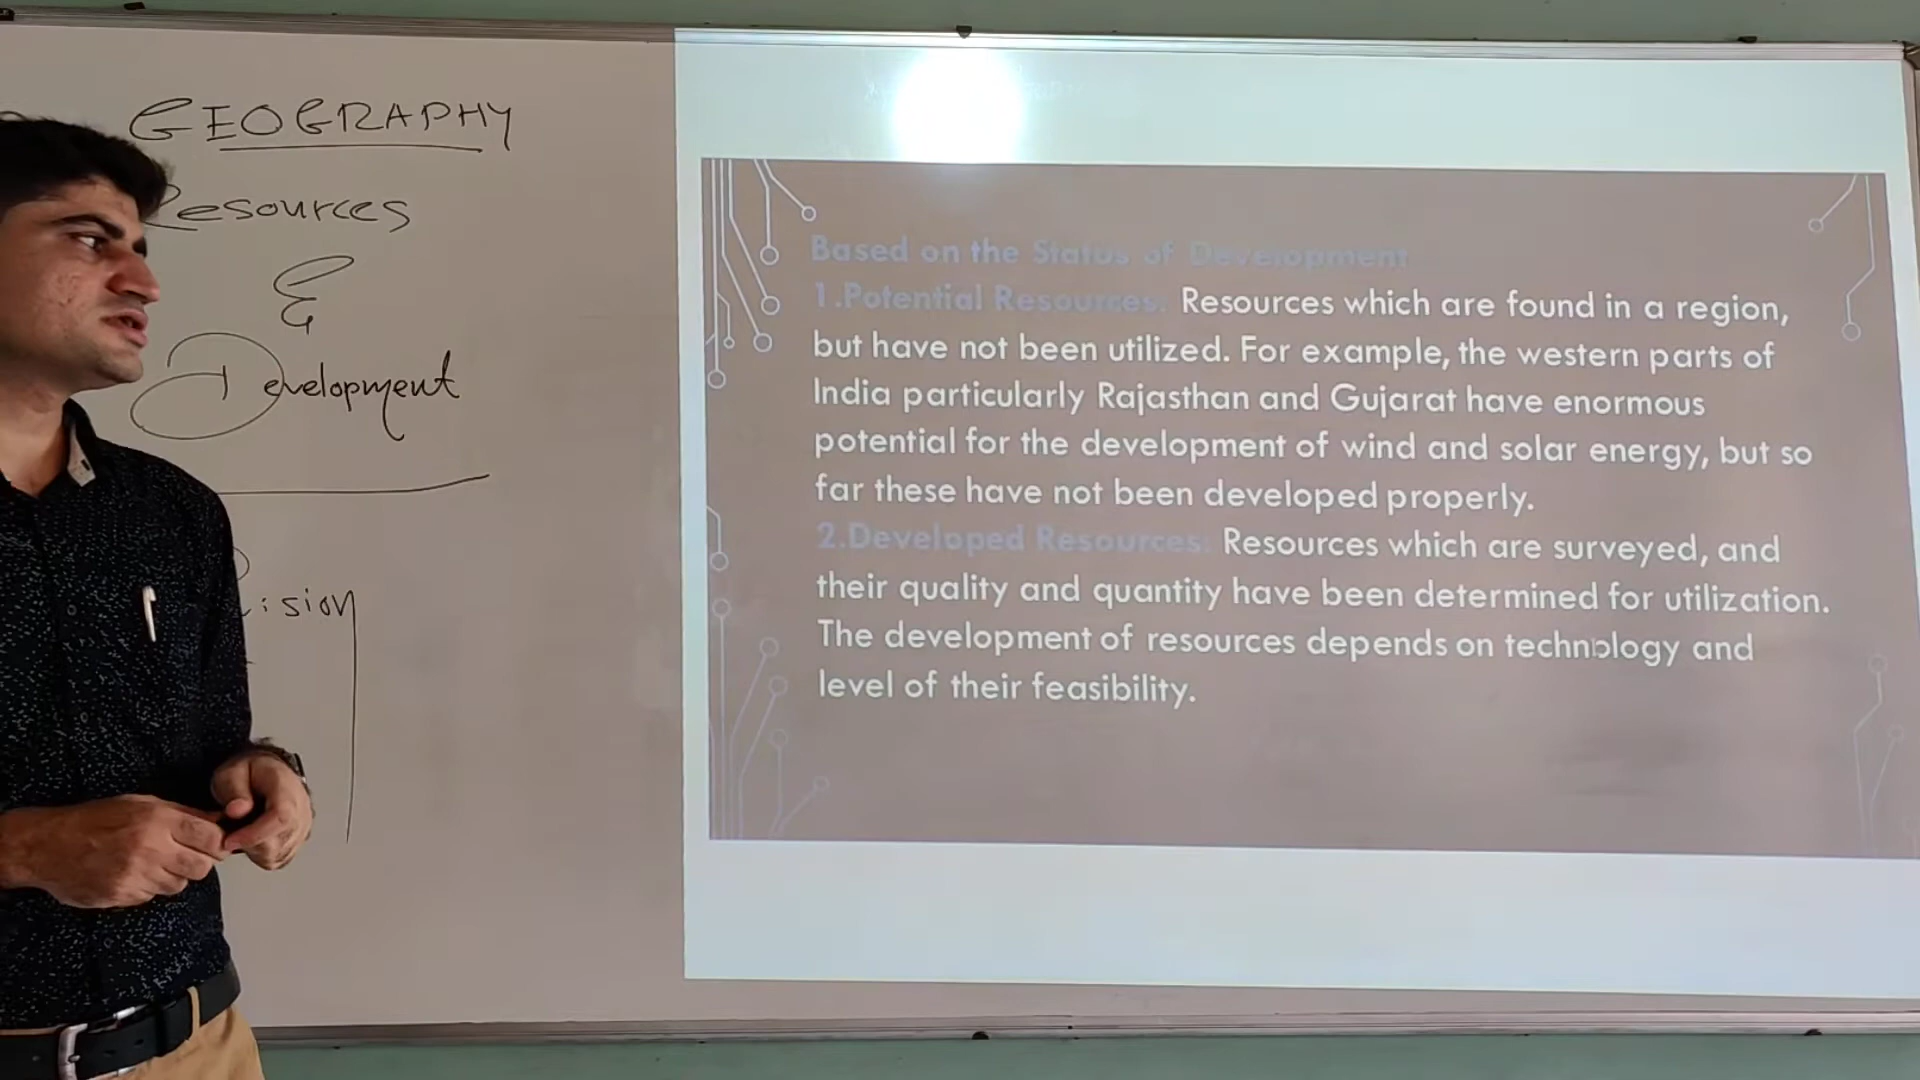 GEOGRAPHY
Resources
&
Development
Based on the Status of Development
1.Potential Resources: Resources which are found in a region,
but have not been utilized. For example, the western parts of
India particularly Rajasthan and Gujarat have enormous
potential for the development of wind and solar energy, but so
far these have not been developed properly.
2.Developed Resources: Resources which are surveyed, and
their quality and quantity have been determined for utilization.
The development of resources depends on technology and
level of their feasibility.